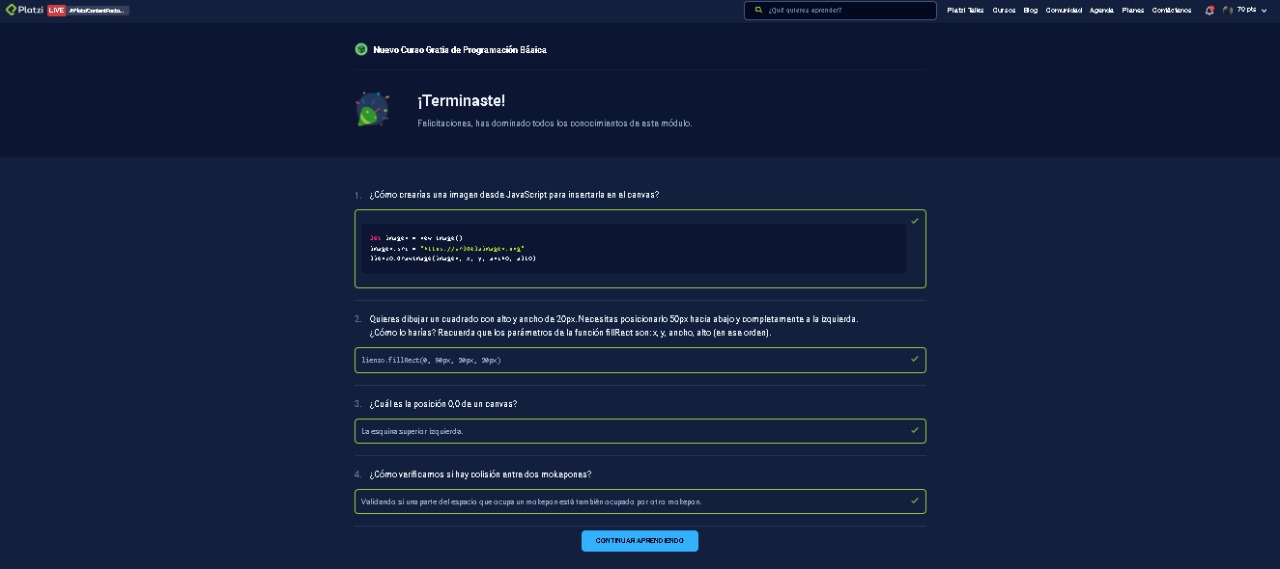 Platzi LIVE
¿Qué quieres aprender?
Platzi Talks Cursos Blog Comunidad Agenda Planes Contáctanos 70 pts
Nuevo Curso Gratis de Programación Básica
¡Terminaste!
Felicitaciones, has dominado todos los conocimientos de este módulo.
1. ¿Cómo crearías una imagen desde JavaScript para insertarla en el canvas?
let imagen = new Image()
imagen.src =
lienzo.drawImage(imagen, x, y, ancho, alto)
2. Quieres dibujar un cuadrado con alto y ancho de 20px. Necesitas posicionarlo 50px hacia abajo y completamente a la izquierda.
¿Cómo lo harías? Recuerda que los parámetros de la función fillRect son: x, y, ancho, alto (en ese orden).
lienzo.fillRect(0, 50px, 20px, 20px)
3. ¿Cuál es la posición 0,0 de un canvas?
La esquina superior izquierda.
4. ¿Cómo verificamos si hay colisión entre dos mokepones?
Validando si una parte del espacio que ocupa un mokepon está también ocupada por otro mokepon.
CONTINUAR APRENDIENDO